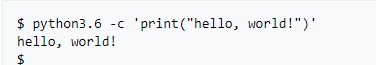 $ python3.6 -c 'print("hello, world!")'
hello, world!
$